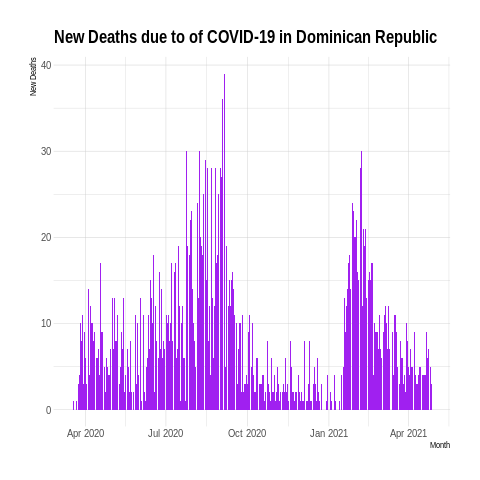 New Deaths due to of COVID-19 in Dominican Republic
New Deaths
40
30
20
10
0
Apr 2020 Jul 2020 Oct 2020 Jan 2021 Apr 2021
Month